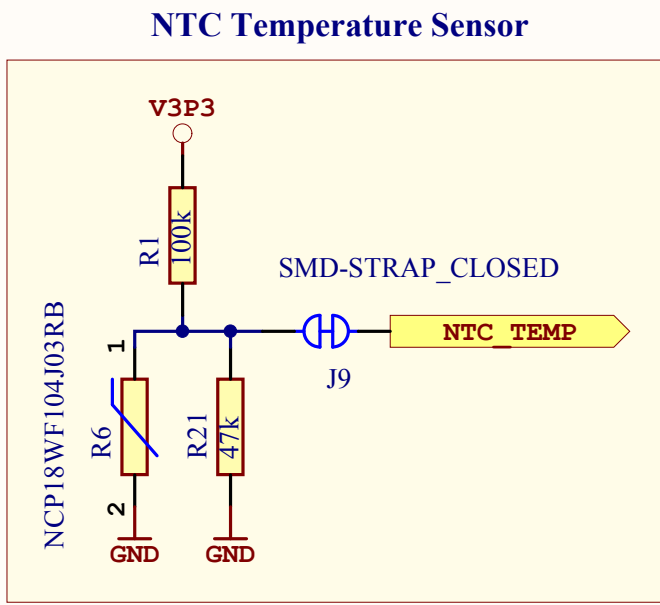 NTC Temperature Sensor
V3P3
R1
100k
SMD-STRAP_CLOSED
NTC_TEMP
J9
NCP18WF104J03RB
1
R6
2
R21
47k
GND
GND